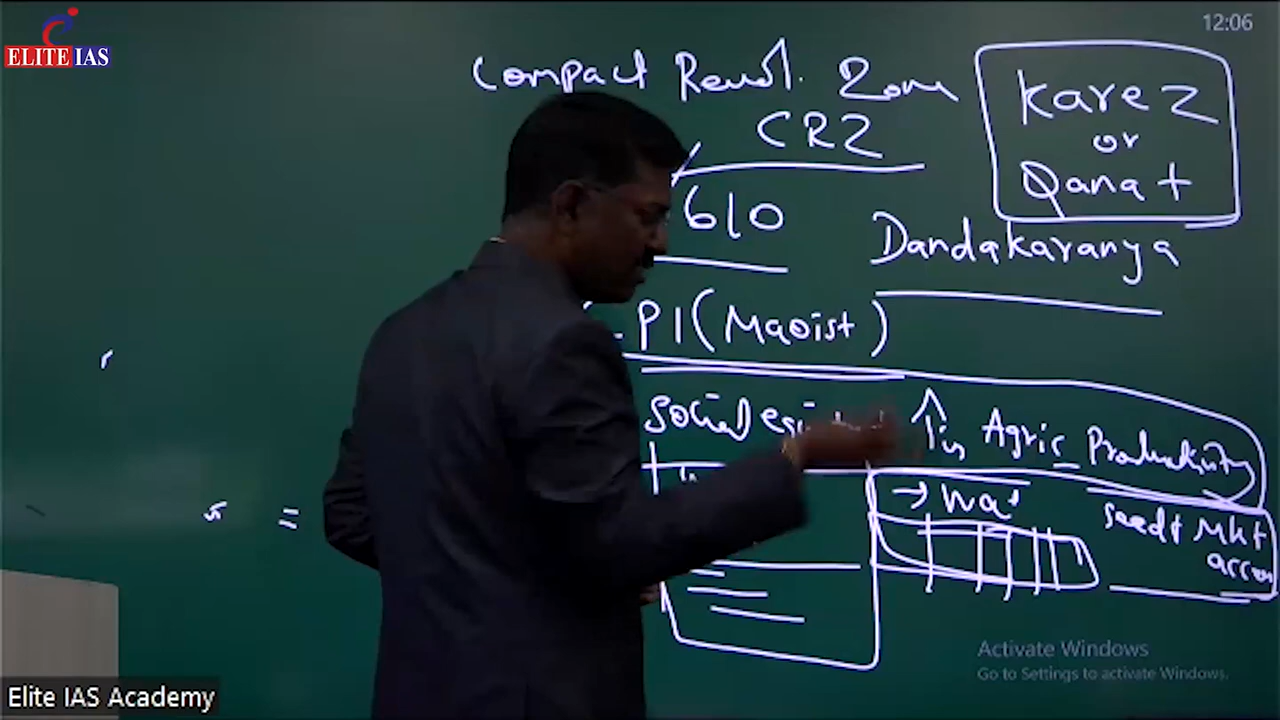 12:06
ELITE IAS
Compact Revol. Zone
CRZ
Karez
or
Qanat
610
Dandakaranya
PI (Maoist)
Social
↑ in Agric Productivity
→ Wat
seed + Mkt
access
Activate Windows
Go to Settings to activate Windows.
Elite IAS Academy